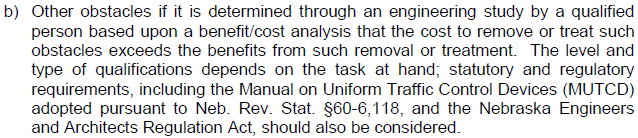 b) Other obstacles if it is determined through an engineering study by a qualified
person based upon a benefit/cost analysis that the cost to remove or treat such
obstacles exceeds the benefits from such removal or treatment. The level and
type of qualifications depends on the task at hand; statutory and regulatory
requirements, including the Manual on Uniform Traffic Control Devices (MUTCD)
adopted pursuant to Neb. Rev. Stat. §60-6,118, and the Nebraska Engineers
and Architects Regulation Act, should also be considered.